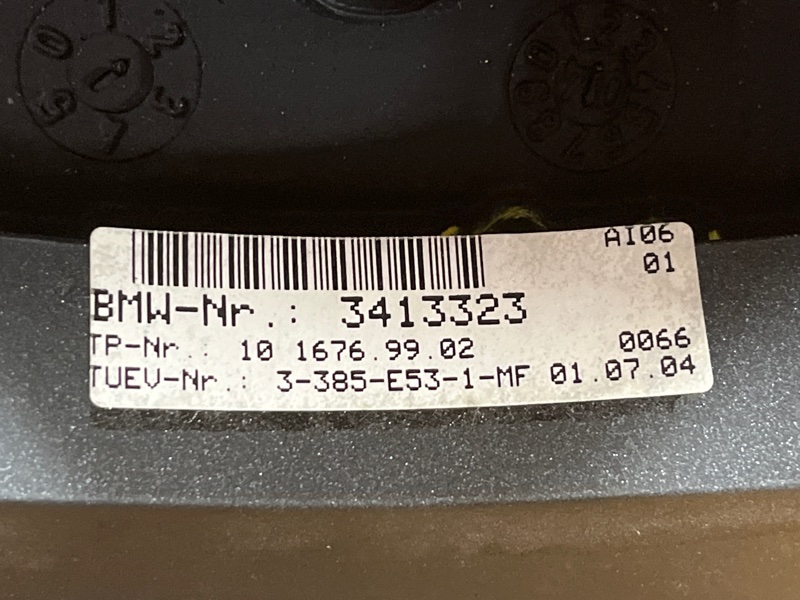 AI06
01
BMW-Nr.: 3413323
TP-Nr.: 10 1676.99.02 0066
TUEV-Nr.: 3-385-E53-1-MF 01.07.04